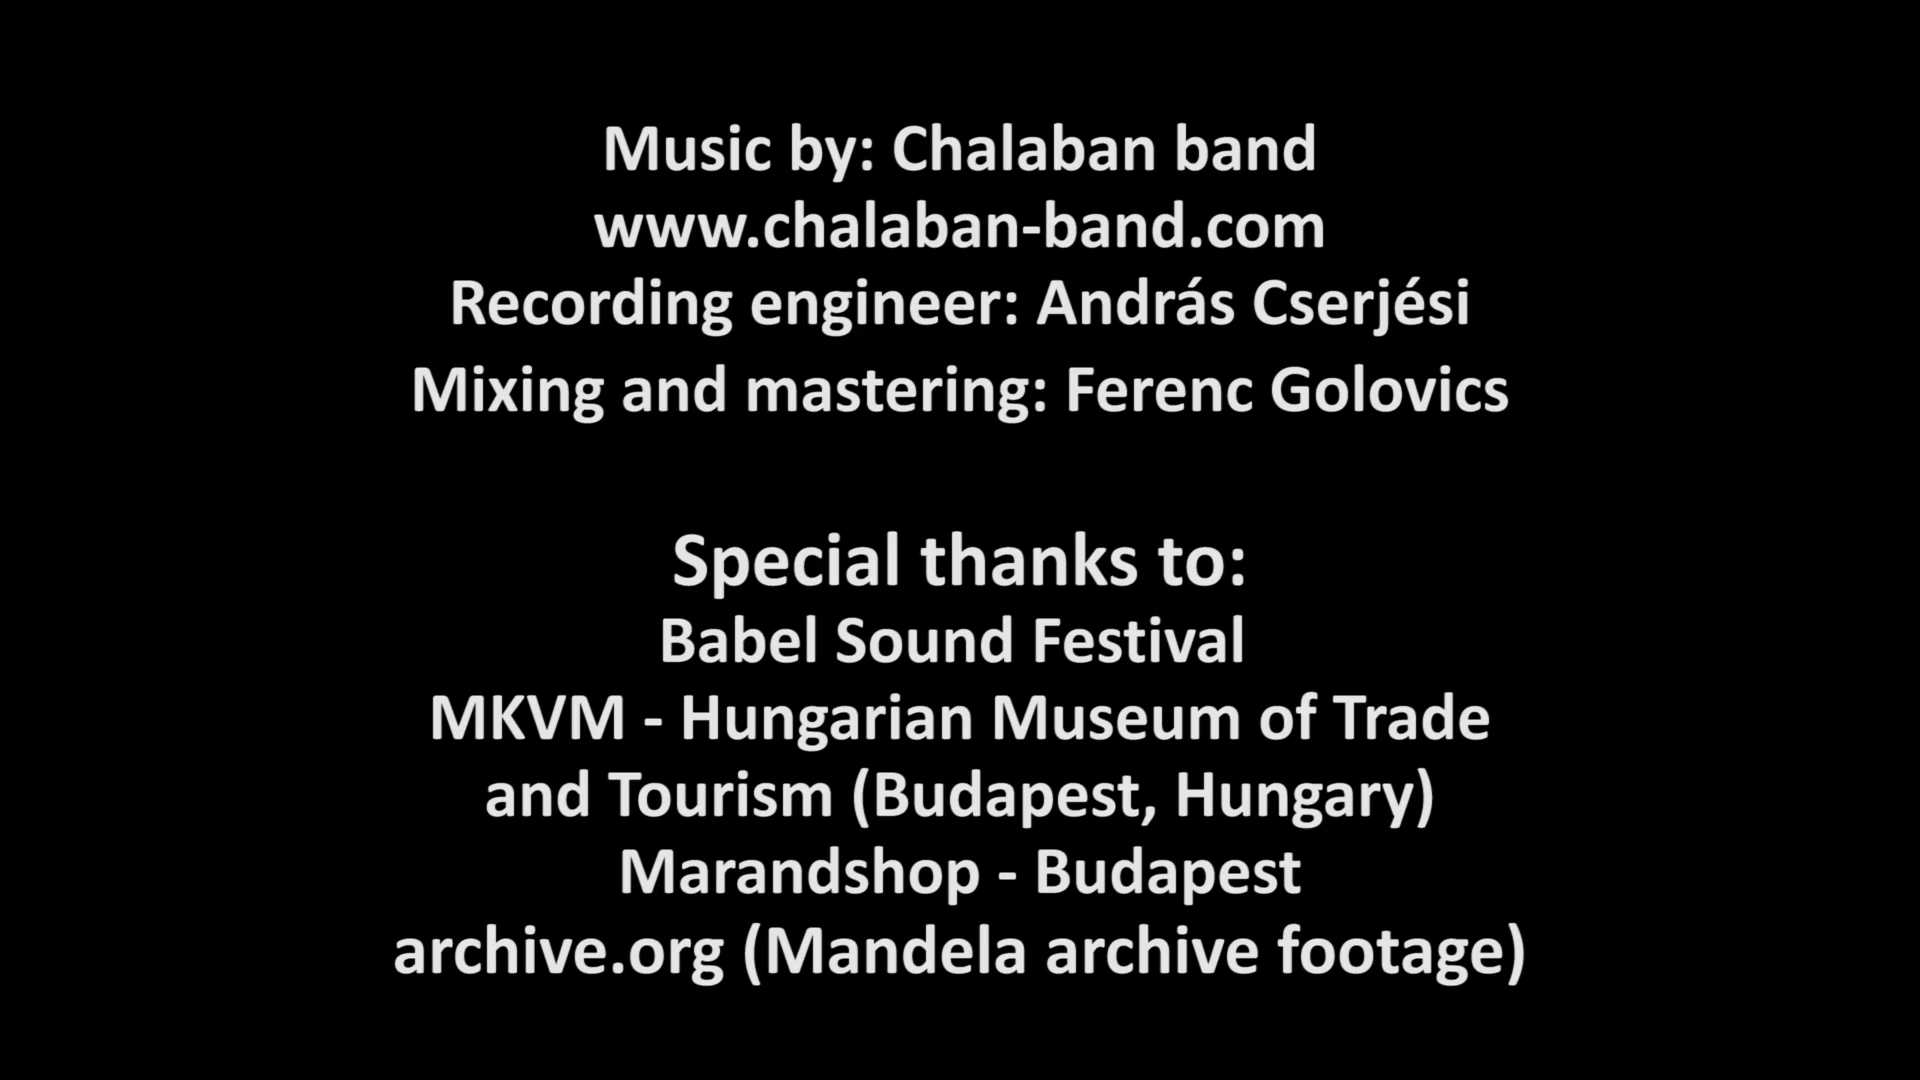 Music by: Chalaban band
www.chalaban-band.com
Recording engineer: András Cserjési
Mixing and mastering: Ferenc Golovics
Special thanks to:
Babel Sound Festival
MKVM - Hungarian Museum of Trade
and Tourism (Budapest, Hungary)
Marandshop - Budapest
archive.org (Mandela archive footage)